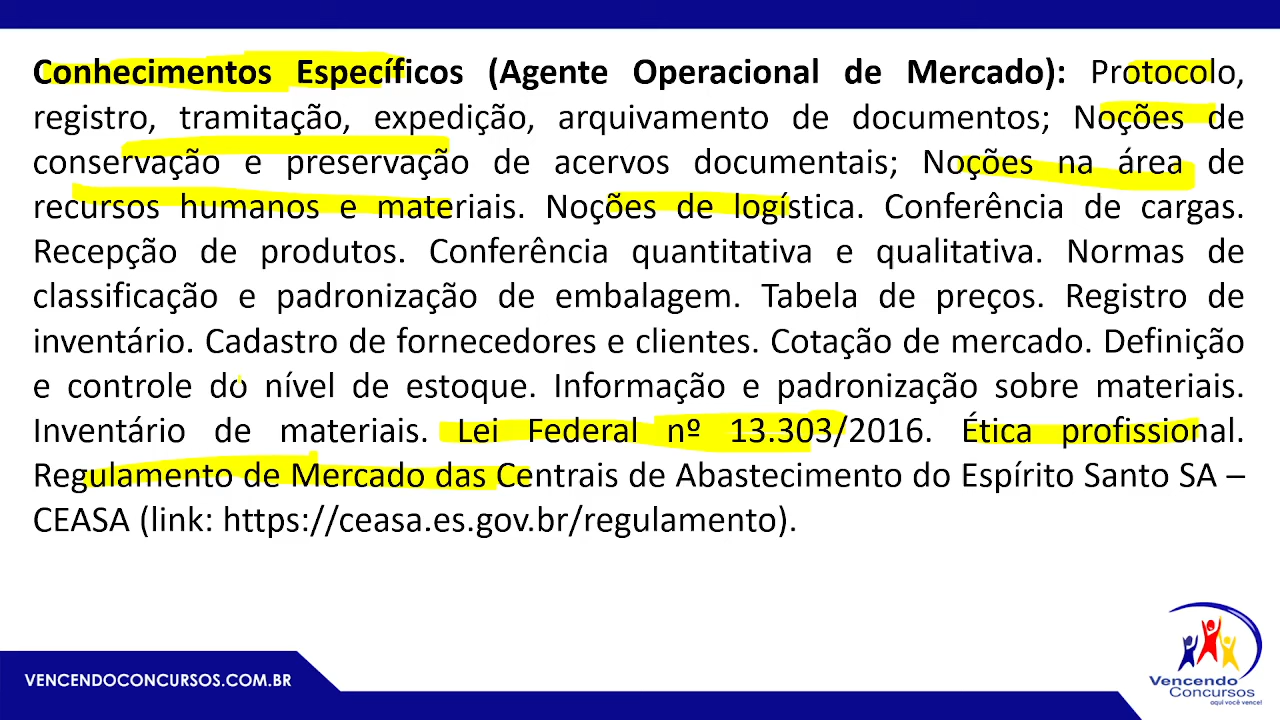 Conhecimentos Específicos (Agente Operacional de Mercado): Protocolo,
registro, tramitação, expedição, arquivamento de documentos; Noções de
conservação e preservação de acervos documentais; Noções na área de
recursos humanos e materiais. Noções de logística. Conferência de cargas.
Recepção de produtos. Conferência quantitativa e qualitativa. Normas de
classificação e padronização de embalagem. Tabela de preços. Registro de
inventário. Cadastro de fornecedores e clientes. Cotação de mercado. Definição
e controle do nível de estoque. Informação e padronização sobre materiais.
Inventário de materiais. Lei Federal nº 13.303/2016. Ética profissional.
Regulamento de Mercado das Centrais de Abastecimento do Espírito Santo SA –
CEASA (link: https://ceasa.es.gov.br/regulamento).
VENCENDOCONCURSOS.COM.BR
Vencendo
Concursos
aqui você vence!